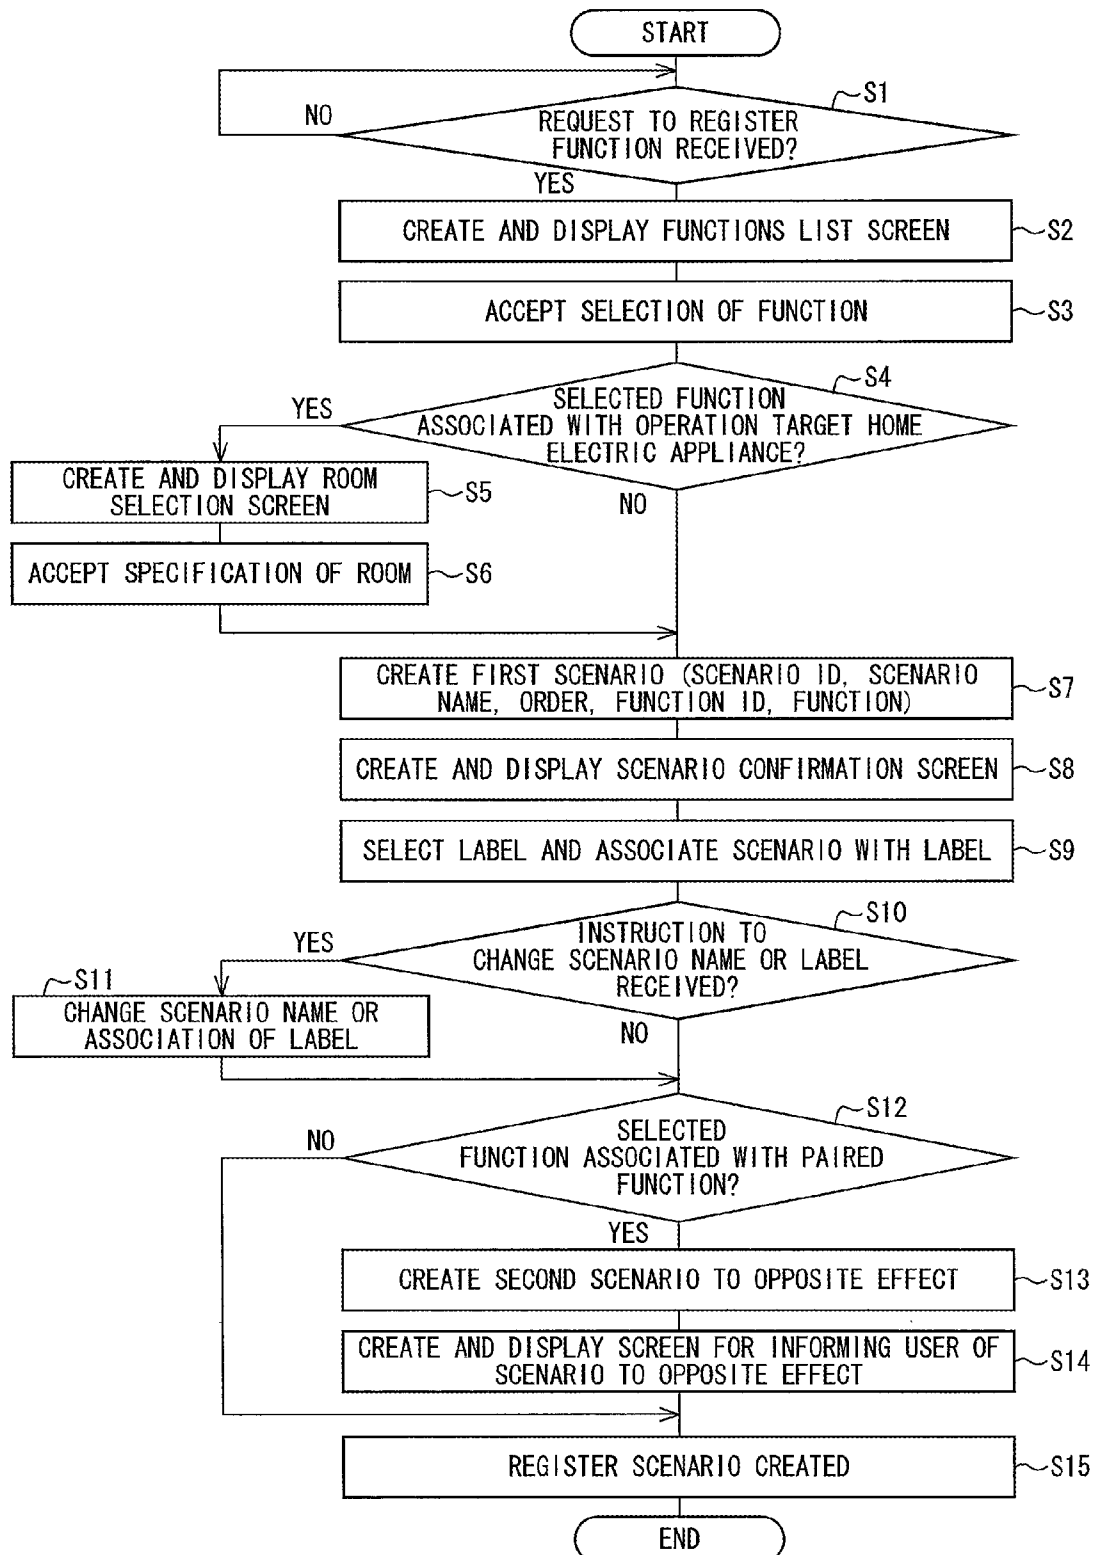 START
S1
NO
REQUEST TO REGISTER
FUNCTION RECEIVED?
YES
CREATE AND DISPLAY FUNCTIONS LIST SCREEN
S2
ACCEPT SELECTION OF FUNCTION
S3
S4
YES
SELECTED FUNCTION
ASSOCIATED WITH OPERATION TARGET HOME
ELECTRIC APPLIANCE?
CREATE AND DISPLAY ROOM
SELECTION SCREEN
S5
NO
ACCEPT SPECIFICATION OF ROOM
S6
CREATE FIRST SCENARIO (SCENARIO ID, SCENARIO
NAME, ORDER, FUNCTION ID, FUNCTION)
S7
CREATE AND DISPLAY SCENARIO CONFIRMATION SCREEN
S8
SELECT LABEL AND ASSOCIATE SCENARIO WITH LABEL
S9
S10
YES
INSTRUCTION TO
CHANGE SCENARIO NAME OR LABEL
RECEIVED?
S11
CHANGE SCENARIO NAME OR
ASSOCIATION OF LABEL
NO
S12
NO
SELECTED
FUNCTION ASSOCIATED WITH PAIRED
FUNCTION?
YES
CREATE SECOND SCENARIO TO OPPOSITE EFFECT
S13
CREATE AND DISPLAY SCREEN FOR INFORMING USER OF
SCENARIO TO OPPOSITE EFFECT
S14
REGISTER SCENARIO CREATED
S15
END